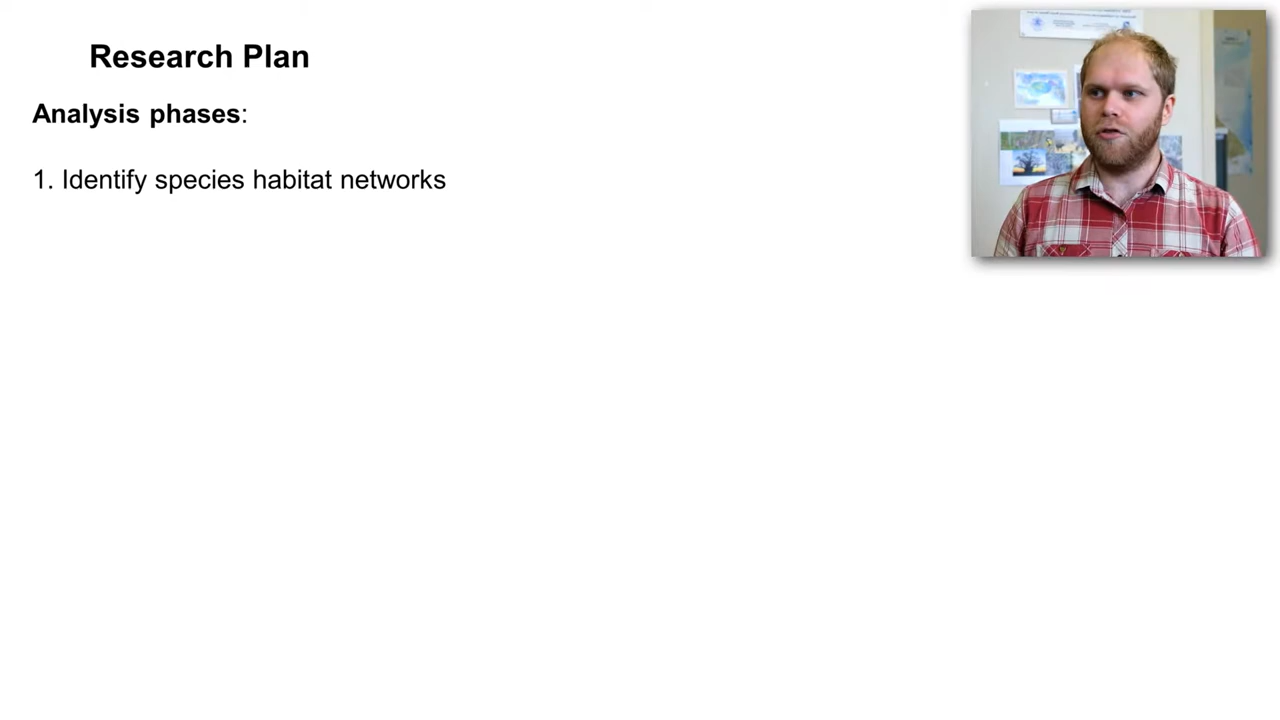 Research Plan
Analysis phases:
1. Identify species habitat networks